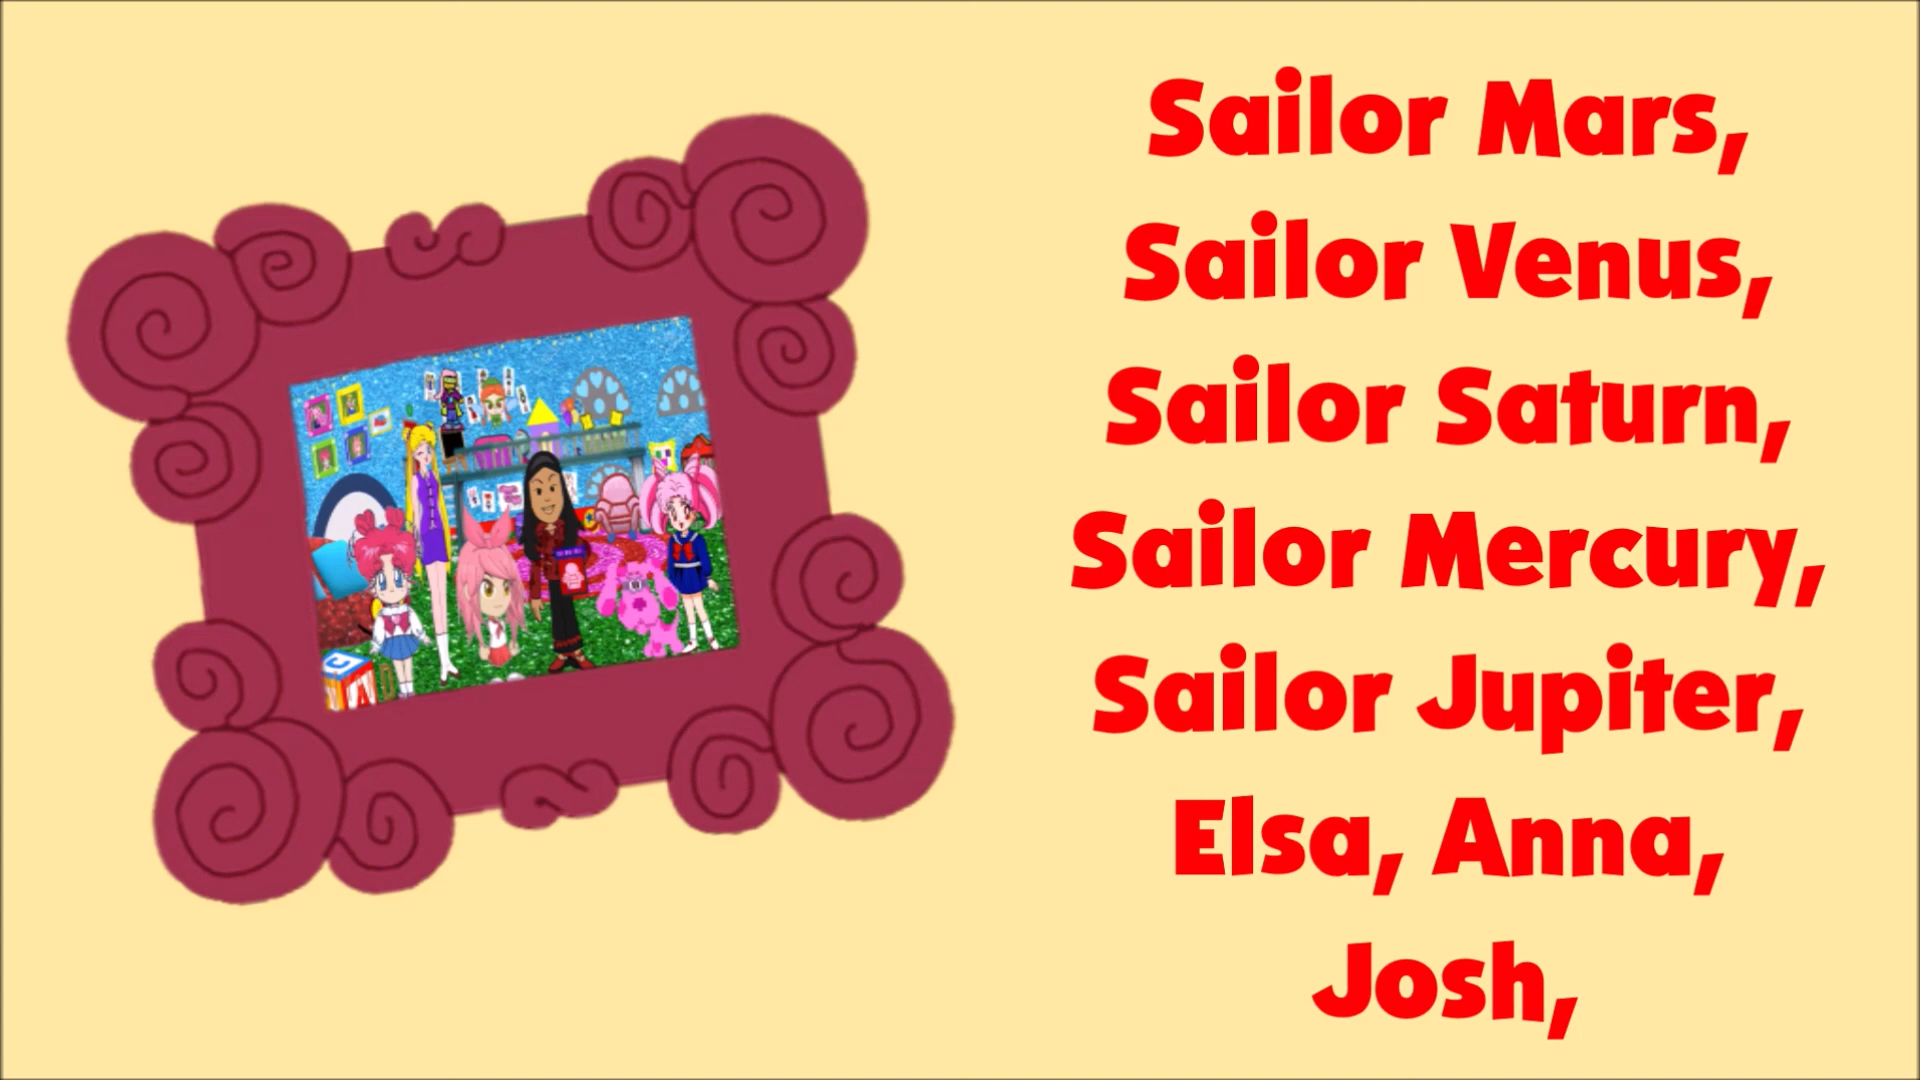 Sailor Mars,
Sailor Venus,
Sailor Saturn,
Sailor Mercury,
Sailor Jupiter,
Elsa, Anna,
Josh,